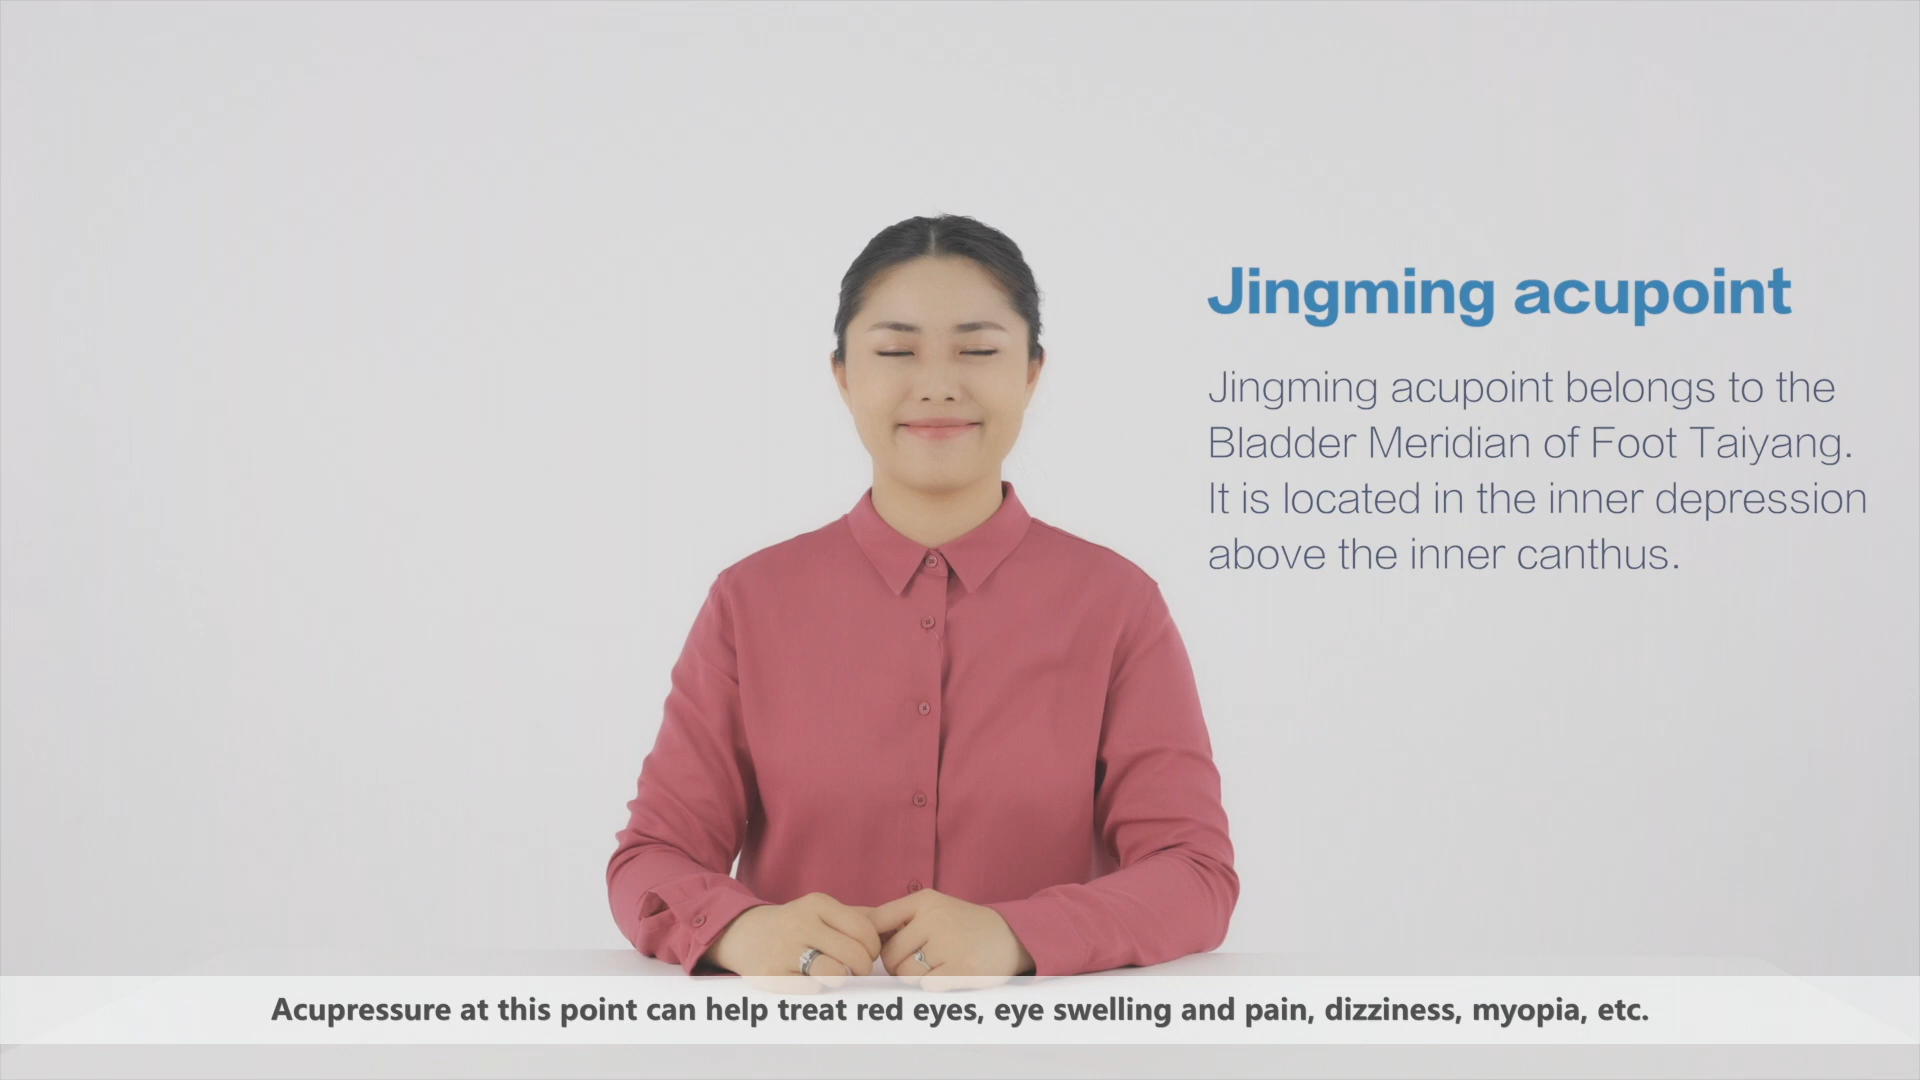 Jingming acupoint
Jingming acupoint belongs to the
Bladder Meridian of Foot Taiyang.
It is located in the inner depression
above the inner canthus.
Acupressure at this point can help treat red eyes, eye swelling and pain, dizziness, myopia, etc.